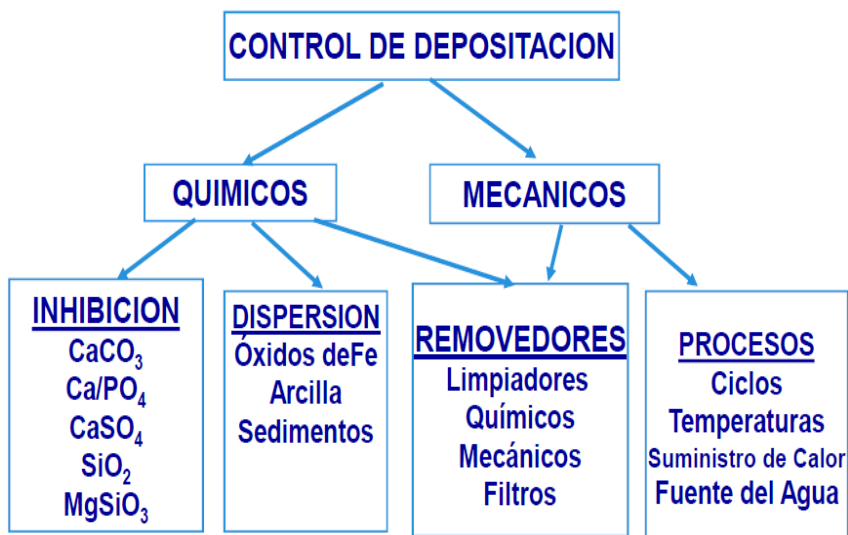 CONTROL DE DEPOSITACION
QUIMICOS
MECANICOS
INHIBICION
CaCO₃
Ca/PO₄
CaSO₄
SiO₂
MgSiO₃
DISPERSION
Óxidos deFe
Arcilla
Sedimentos
REMOVEDORES
Limpiadores
Químicos
Mecánicos
Filtros
PROCESOS
Ciclos
Temperaturas
Suministro de Calor
Fuente del Agua